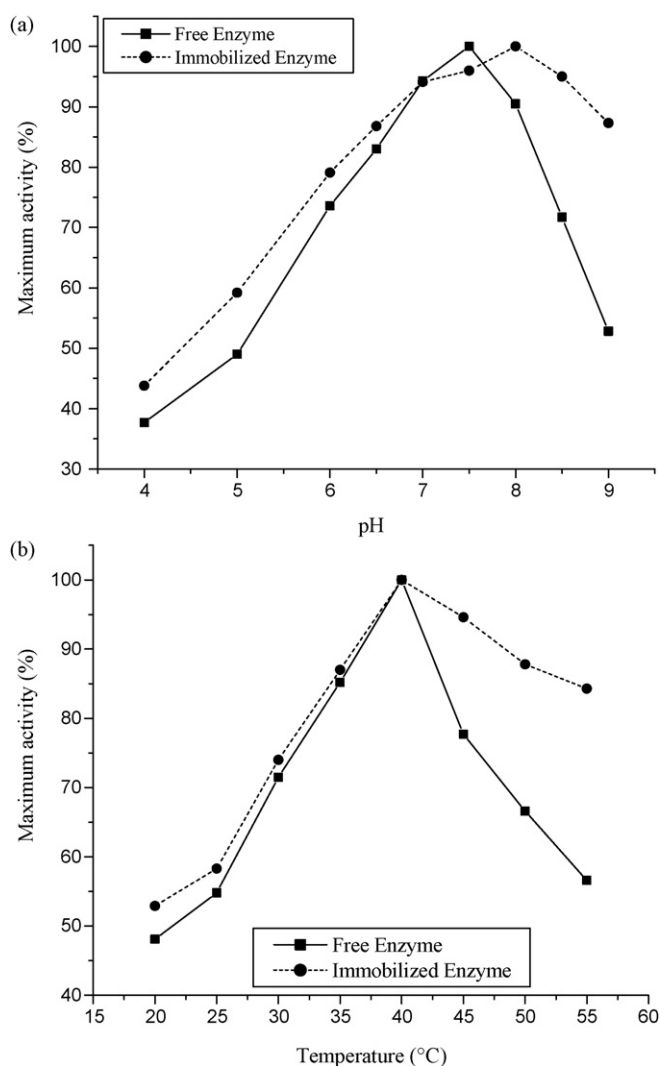 (a)
Free Enzyme
Immobilized Enzyme
100
90
80
70
60
50
40
30
Maximum activity (%)
4 5 6 7 8 9
pH
(b)
100
90
80
70
60
50
40
Maximum activity (%)
Free Enzyme
Immobilized Enzyme
15 20 25 30 35 40 45 50 55 60
Temperature (°C)